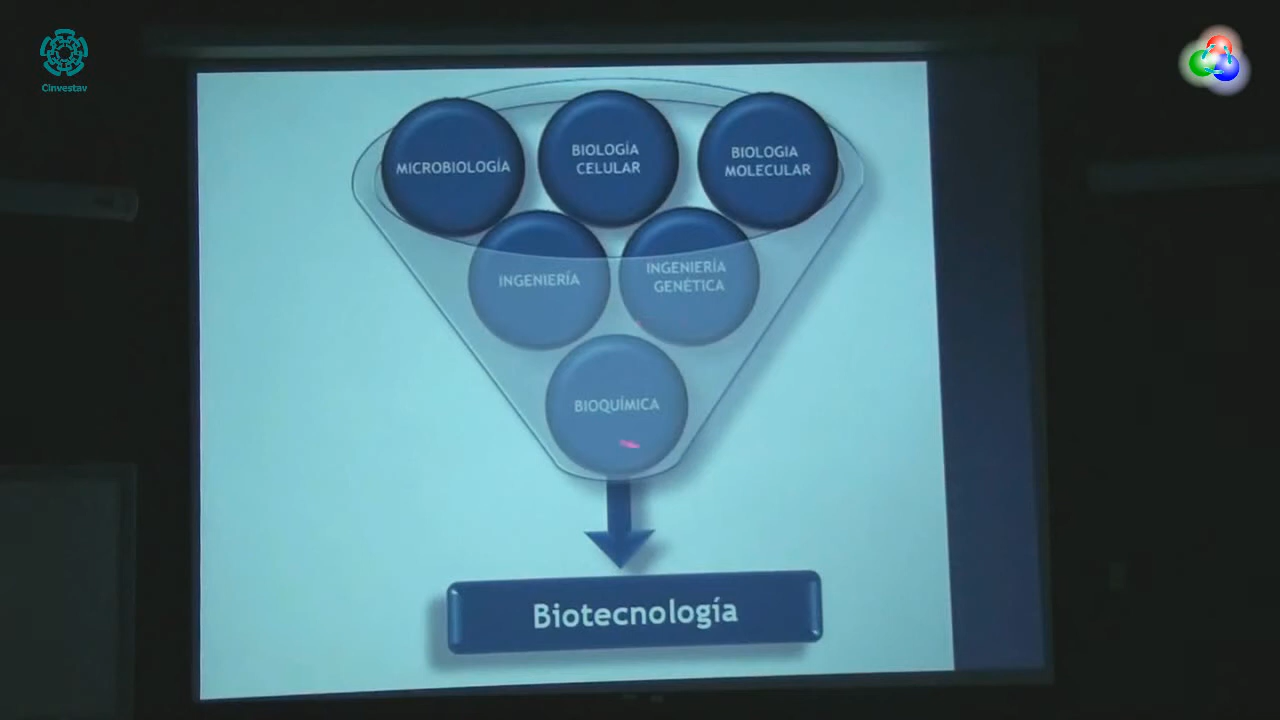 Cinvestav
MICROBIOLOGÍA
BIOLOGÍA
CELULAR
BIOLOGIA
MOLECULAR
INGENIERÍA
INGENIERÍA
GENÉTICA
BIOQUÍMICA
Biotecnología